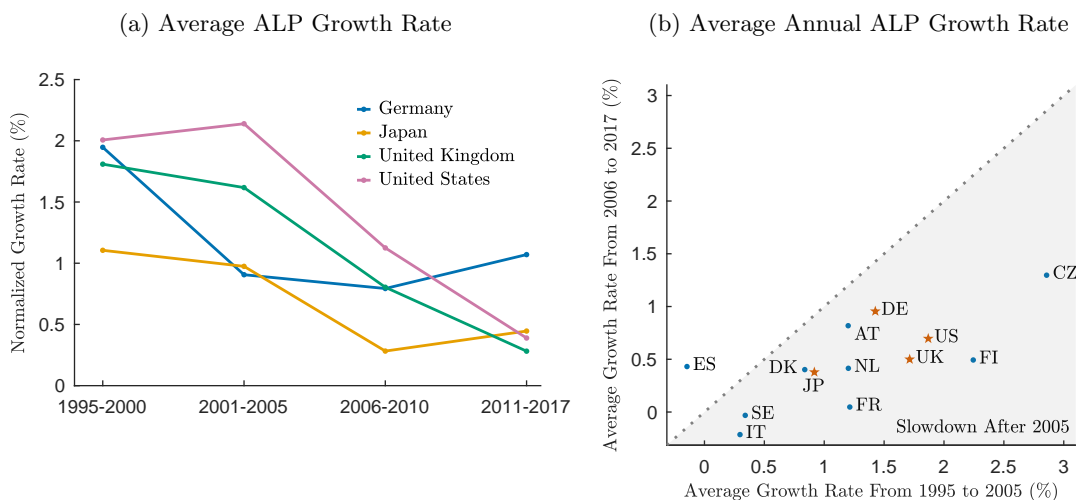 (a) Average ALP Growth Rate
Normalized Growth Rate (%)
2.5
2
1.5
1
0.5
0
1995-2000
2001-2005
2006-2010
2011-2017
Germany
Japan
United Kingdom
United States
(b) Average Annual ALP Growth Rate
Average Growth Rate From 2006 to 2017 (%)
3
2.5
2
1.5
1
0.5
0
0
0.5
1
1.5
2
2.5
3
Average Growth Rate From 1995 to 2005 (%)
CZ
DE
AT
US
UK
FI
ES
DK
NL
JP
FR
SE
IT
Slowdown After 2005